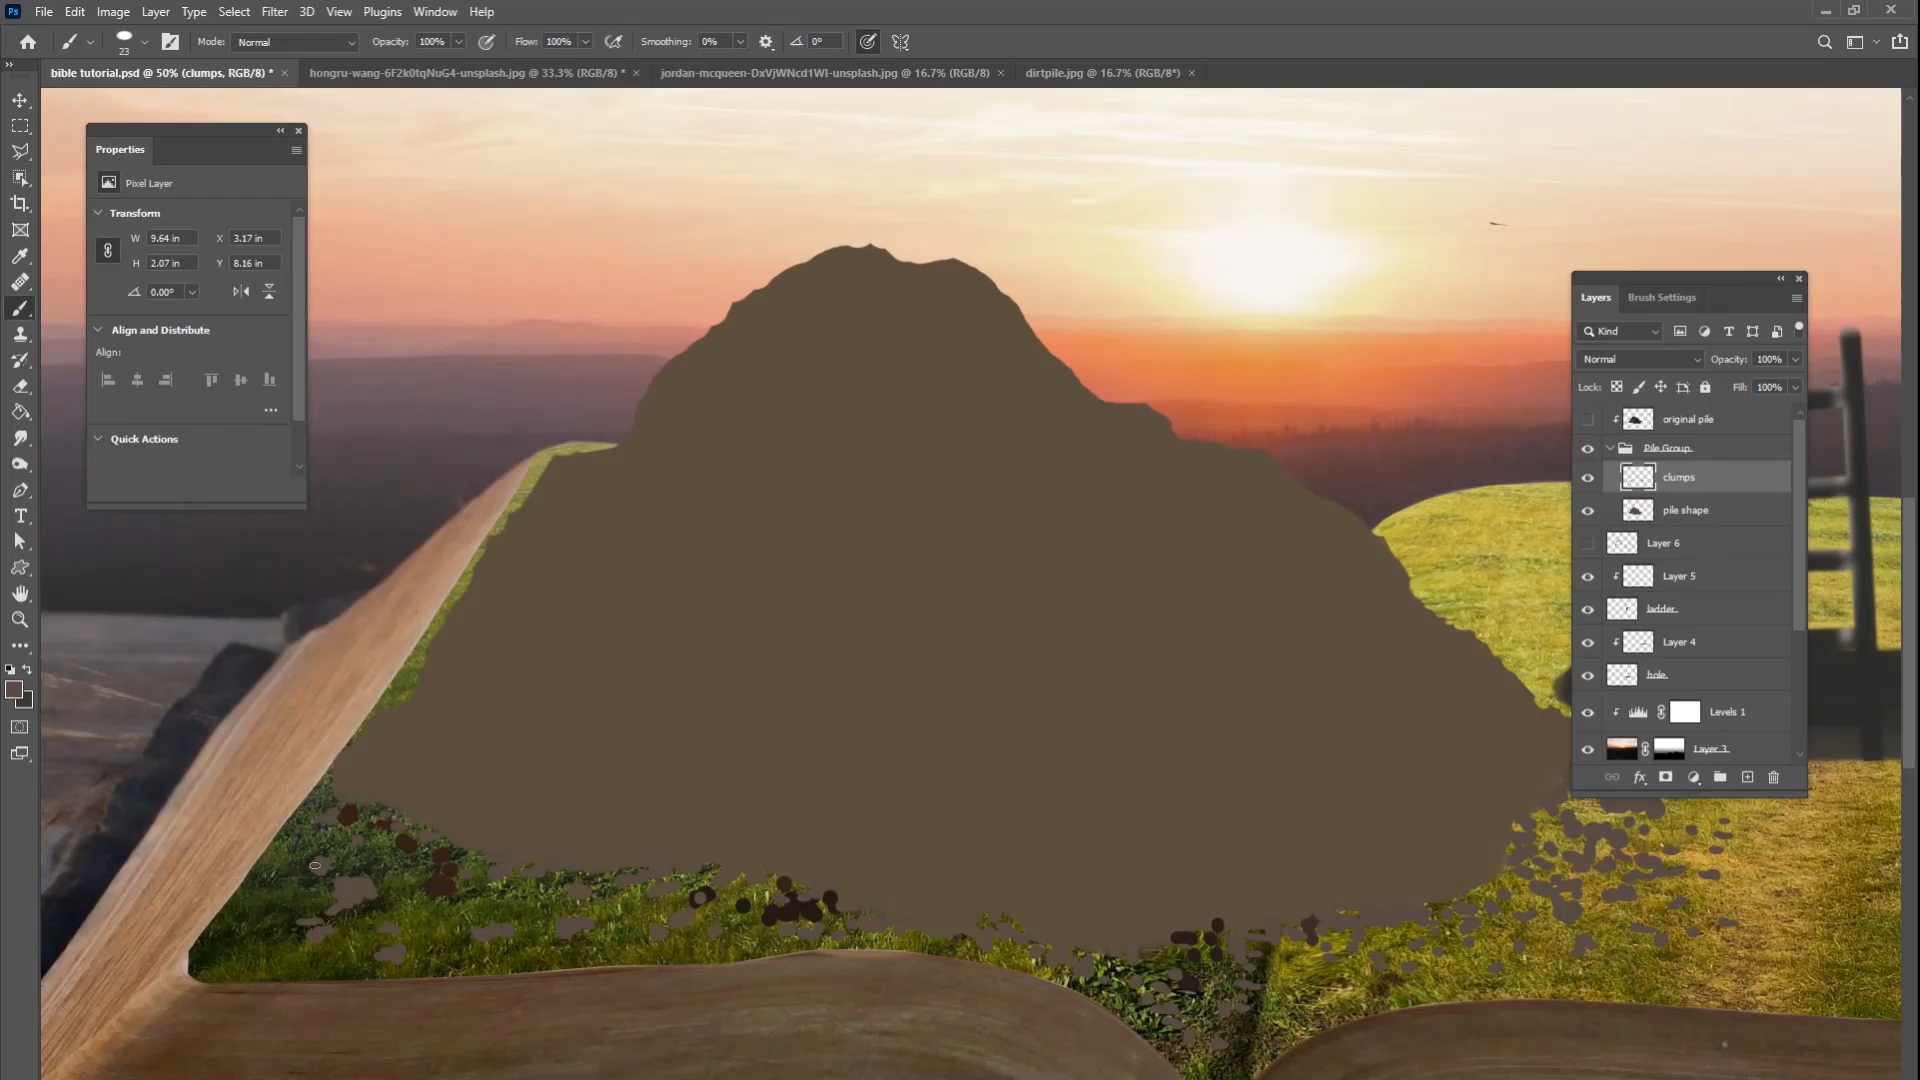 Ps File Edit Image Layer Type Select Filter 3D View Plugins Window Help
23 Mode: Normal Opacity: 100% Flow: 100% Smoothing: 0% 0°
bible tutorial.psd @ 50% (clumps, RGB/8) * hongru-wang-6F2k0tqNuG4-unsplash.jpg @ 33.3% (RGB/8) * jordan-mcqueen-DxVjWNcd1WI-unsplash.jpg @ 16.7% (RGB/8) dirtpile.jpg @ 16.7% (RGB/8*)
Properties
Pixel Layer
Transform
W 9.64 in X 3.17 in
H 2.07 in Y 8.16 in
0.00°
Align and Distribute
Align:
Quick Actions
Layers Brush Settings
Kind
Normal Opacity: 100%
Lock: Fill: 100%
original pile
Pile Group
clumps
pile shape
Layer 6
Layer 5
ladder
Layer 4
hole
Levels 1
Layer 3
fx